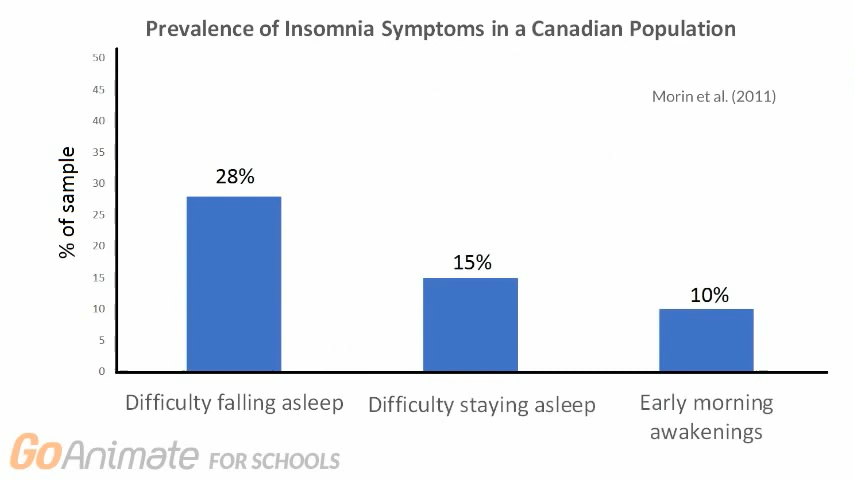 Prevalence of Insomnia Symptoms in a Canadian Population
50
45
Morin et al. (2011)
40
35
30
25
20
15
10
5
0
% of sample
28%
15%
10%
Difficulty falling asleep
Difficulty staying asleep
Early morning
awakenings
GoAnimate FOR SCHOOLS